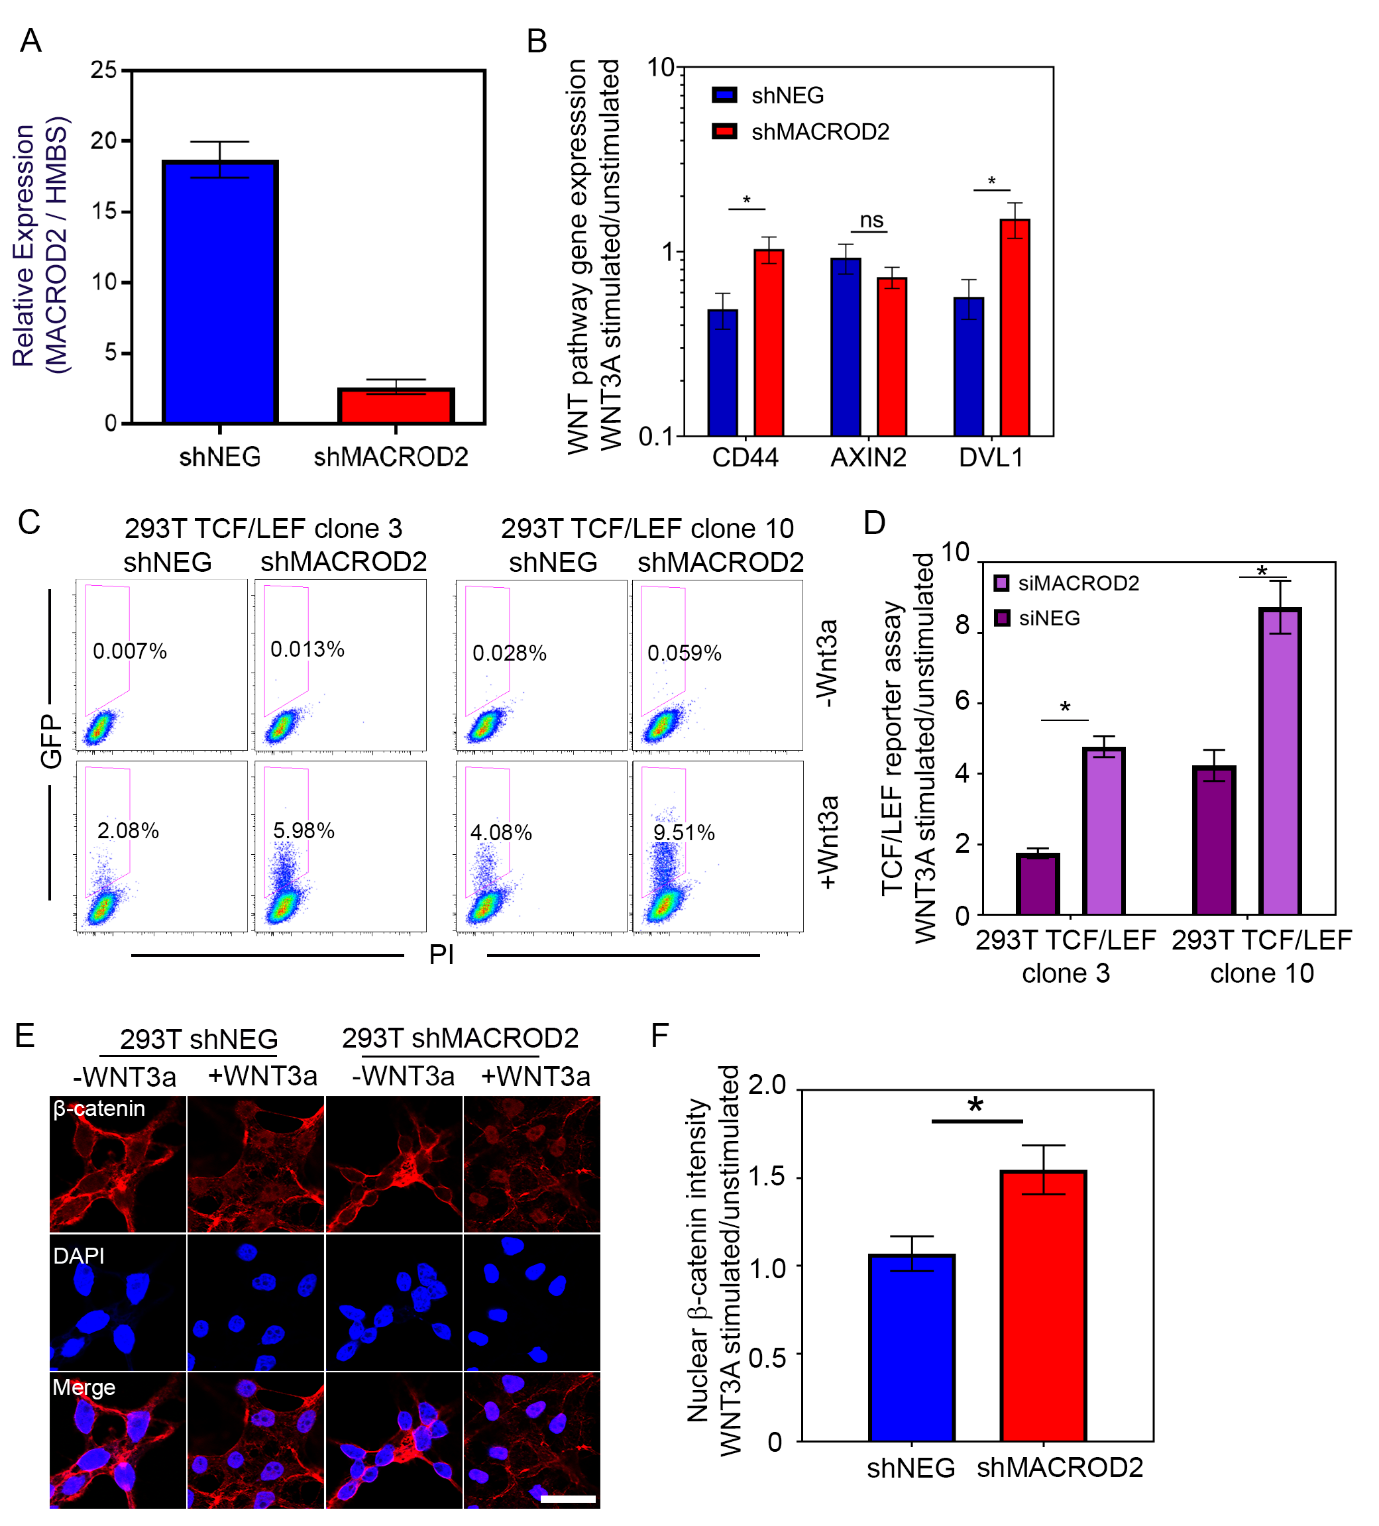 A
Relative Expression
(MACROD2 / HMBS)
25
20
15
10
5
0
shNEG
shMACROD2
B
WNT pathway gene expresssion
WNT3A stimulated/unstimulated
10
1
0.1
shNEG
shMACROD2
*
ns
*
CD44
AXIN2
DVL1
C
293T TCF/LEF clone 3
293T TCF/LEF clone 10
shNEG
shMACROD2
shNEG
shMACROD2
0.007%
0.013%
0.028%
0.059%
-Wnt3a
2.08%
5.98%
4.08%
9.51%
+Wnt3a
GFP
PI
D
TCF/LEF reporter assay
WNT3A stimulated/unstimulated
10
8
6
4
2
0
siMACROD2
siNEG
*
*
293T TCF/LEF
clone 3
293T TCF/LEF
clone 10
E
293T shNEG
293T shMACROD2
-WNT3a
+WNT3a
-WNT3a
+WNT3a
β-catenin
DAPI
Merge
F
Nuclear β-catenin intensity
WNT3A stimulated/unstimulated
2.0
1.5
1.0
0.5
0
*
shNEG
shMACROD2